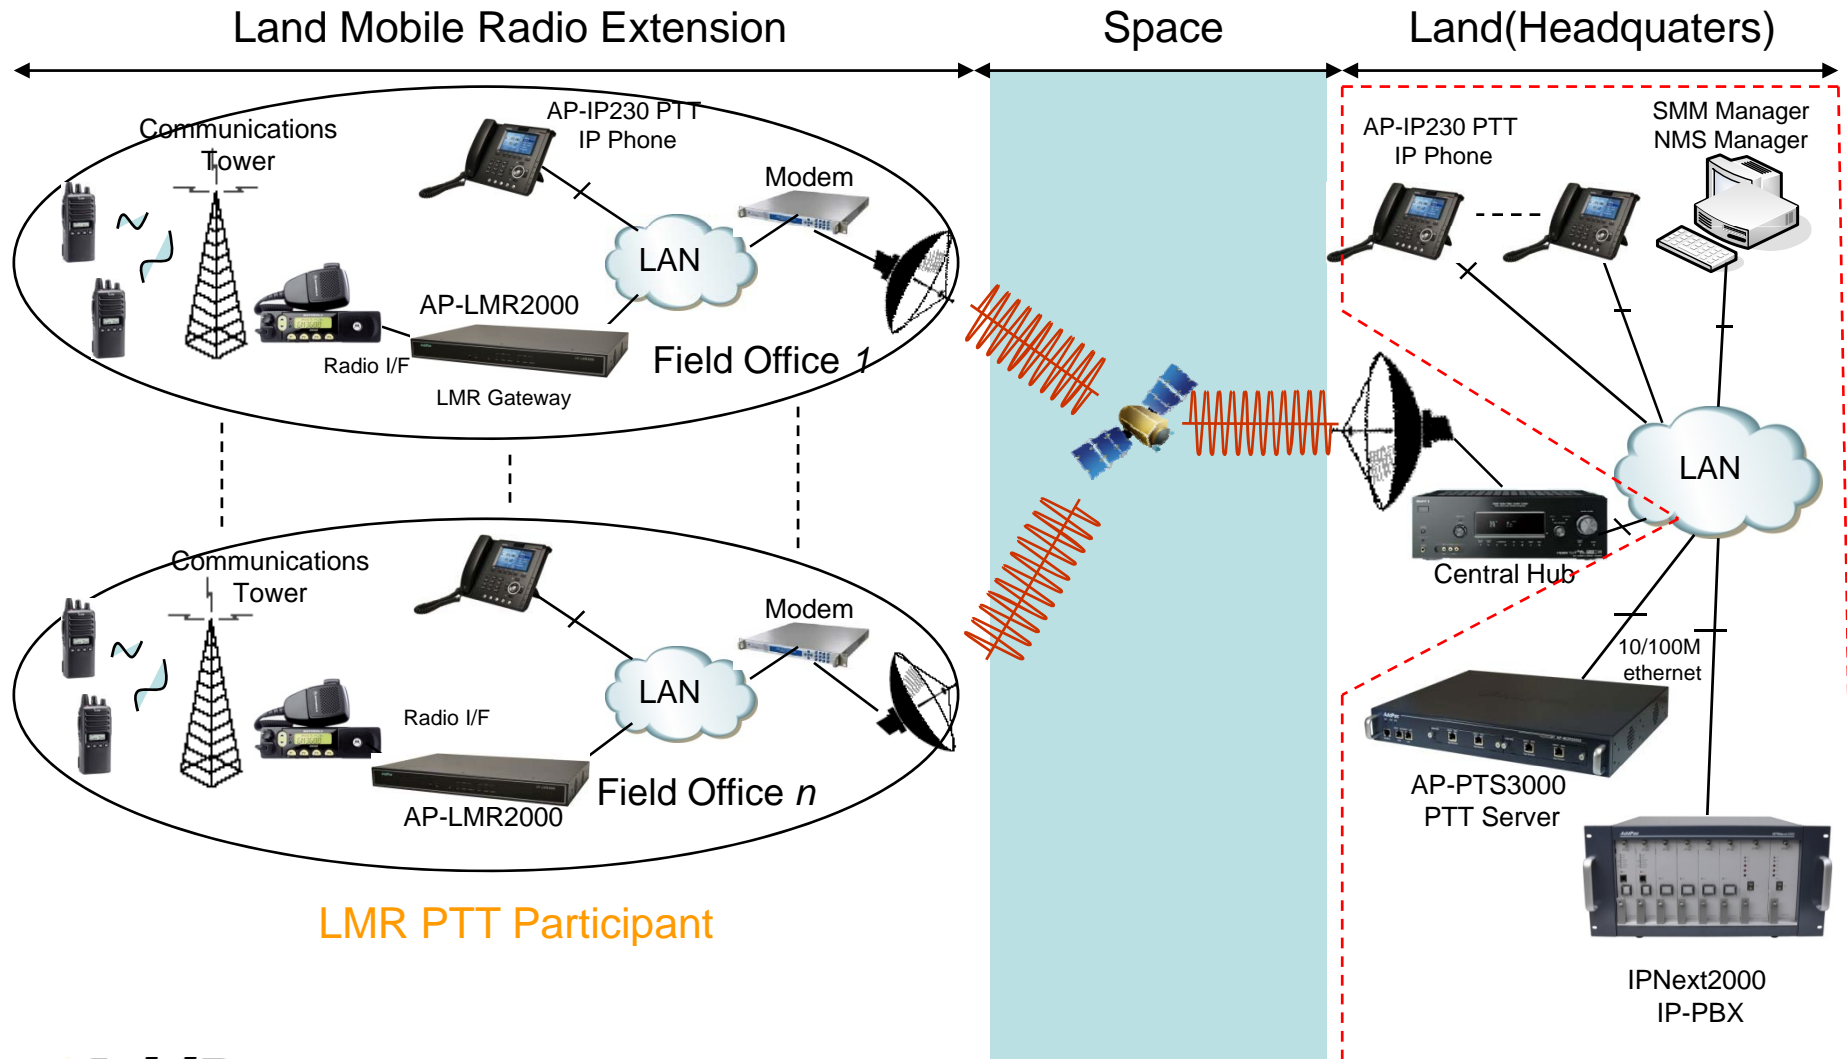 Land Mobile Radio Extension
Space
Land(Headquaters)
Communications
Tower
AP-IP230 PTT
IP Phone
Modem
LAN
AP-LMR2000
Radio I/F
LMR Gateway
Field Office 1
AP-IP230 PTT
IP Phone
SMM Manager
NMS Manager
LAN
Central Hub
10/100M
ethernet
AP-PTS3000
PTT Server
IPNext2000
IP-PBX
Communications
Tower
Modem
LAN
Radio I/F
AP-LMR2000
Field Office n
LMR PTT Participant